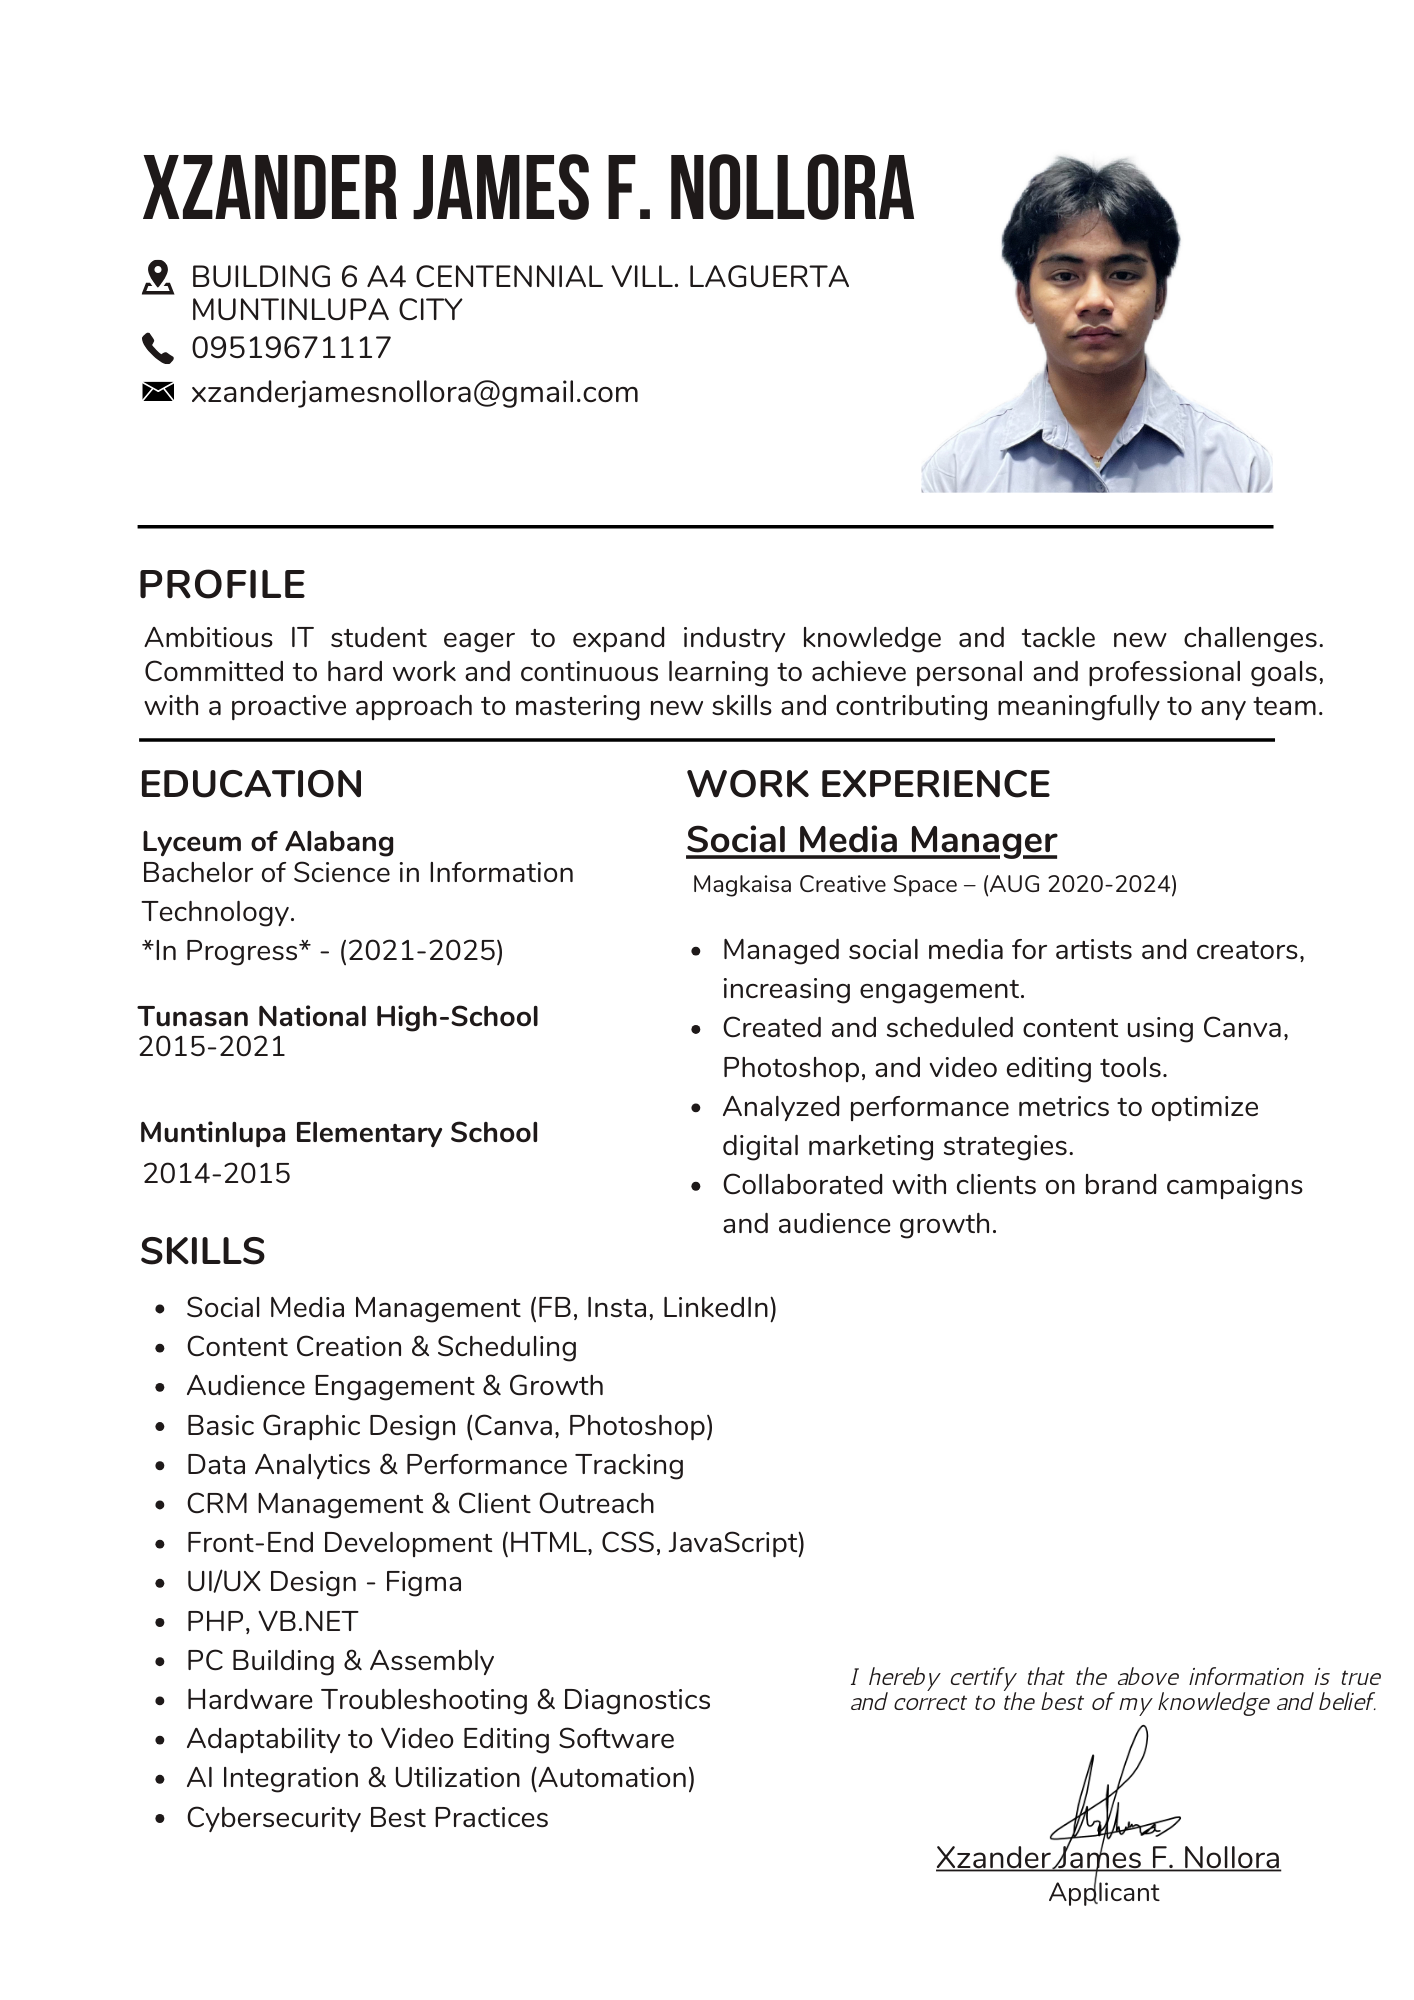 XZANDER JAMES F. NOLLORA
BUILDING 6 A4 CENTENNIAL VILL. LAGUERTA
MUNTINLUPA CITY
09519671117
xzanderjamesnollora@gmail.com
PROFILE
Ambitious IT student eager to expand industry knowledge and tackle new challenges.
Committed to hard work and continuous learning to achieve personal and professional goals,
with a proactive approach to mastering new skills and contributing meaningfully to any team.
EDUCATION
Lyceum of Alabang
Bachelor of Science in Information
Technology.
*In Progress* - (2021-2025)
Tunasan National High-School
2015-2021
Muntinlupa Elementary School
2014-2015
WORK EXPERIENCE
Social Media Manager
Magkaisa Creative Space – (AUG 2020-2024)
• Managed social media for artists and creators,
increasing engagement.
• Created and scheduled content using Canva,
Photoshop, and video editing tools.
• Analyzed performance metrics to optimize
digital marketing strategies.
• Collaborated with clients on brand campaigns
and audience growth.
SKILLS
• Social Media Management (FB, Insta, LinkedIn)
• Content Creation & Scheduling
• Audience Engagement & Growth
• Basic Graphic Design (Canva, Photoshop)
• Data Analytics & Performance Tracking
• CRM Management & Client Outreach
• Front-End Development (HTML, CSS, JavaScript)
• UI/UX Design - Figma
• PHP, VB.NET
• PC Building & Assembly
• Hardware Troubleshooting & Diagnostics
• Adaptability to Video Editing Software
• AI Integration & Utilization (Automation)
• Cybersecurity Best Practices
I hereby certify that the above information is true
and correct to the best of my knowledge and belief.
Xzander James F. Nollora
Applicant